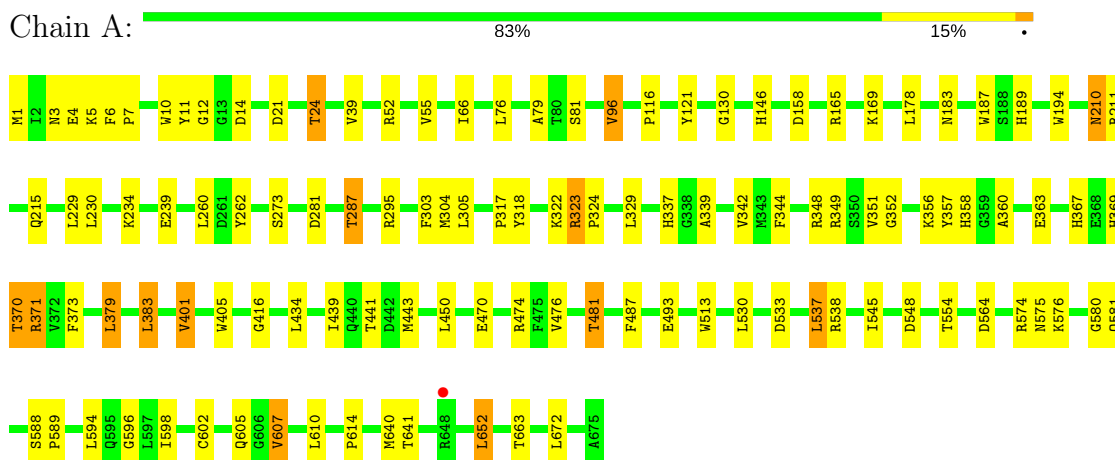 Chain A:
83%
15%
•
M1 I2 N3 E4 K5 F6 P7 W10 Y11 G12 G13 D14 D21 T24 V39 R52 V55 I66 L76 A79 T80 S81 V96 P116 Y121 G130 H146 D158 R165 K169 L178 N183 W187 S188 H189 W194 N210
Q215 L229 L230 K234 E239 L260 D261 Y262 S273 D281 T287 R295 F303 M304 L305 P317 Y318 K322 R323 P324 L329 H337 G338 A339 V342 M343 F344 R348 R349 S350 V351 G352 K356 Y357 H358 G359 A360 E363 H367 E368
T370 R371 V372 F373 L379 L383 V401 W405 G416 L434 I439 Q440 T441 D442 M443 L450 E470 R474 F475 V476 T481 F487 E493 W513 L530 D533 L537 R538 I545 D548 T554 D564 R574 N575 K576 G580
S588 P589 L594 Q595 G596 L597 I598 C602 Q605 G606 V607 L610 P614 M640 T641 R648 L652 T663 L672 A675